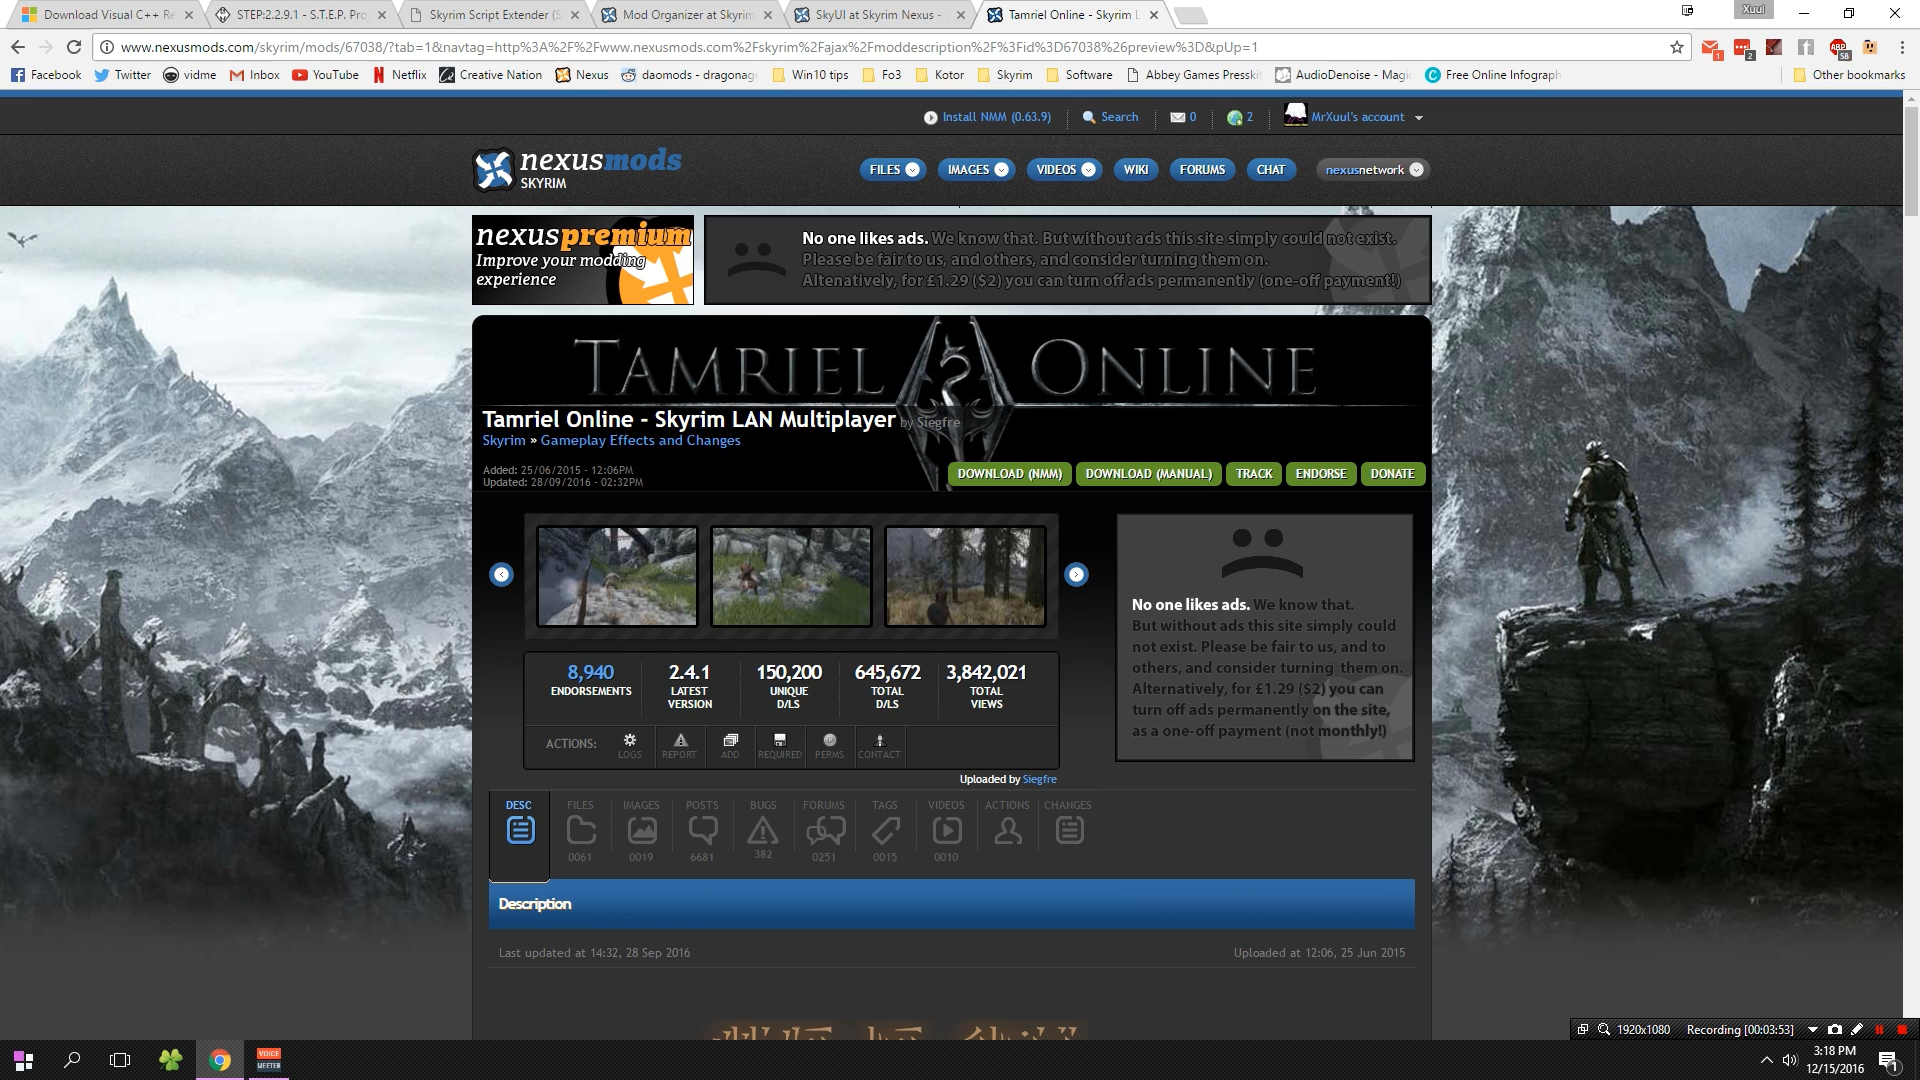 Download Visual C++ Re
STEP:2.2.9.1 - S.T.E.P. Pro
Skyrim Script Extender (S
Mod Organizer at Skyrim
SkyUI at Skyrim Nexus -
Tamriel Online - Skyrim L
Xuul
www.nexusmods.com/skyrim/mods/67038/?tab=1&navtag=http%3A%2F%2Fwww.nexusmods.com%2Fskyrim%2Fajax%2Fmoddescription%2F%3Fid%3D67038%26preview%3D&pUp=1
1
2
ABP
58
Facebook
Twitter
vidme
Inbox
YouTube
Netflix
Creative Nation
Nexus
daomods - dragonag
Win10 tips
Fo3
Kotor
Skyrim
Software
Abbey Games Presski
AudioDenoise - Magi
Free Online Infograph
Other bookmarks
Install NMM (0.63.9)
Search
0
2
MrXuul's account
nexusmods
SKYRIM
FILES
IMAGES
VIDEOS
WIKI
FORUMS
CHAT
nexusnetwork
nexuspremium
Improve your modding
experience
No one likes ads. We know that. But without ads this site simply could not exist.
Please be fair to us, and others, and consider turning them on.
Altenatively, for £1.29 ($2) you can turn off ads permanently (one-off payment!)
TAMRIEL ONLINE
Tamriel Online - Skyrim LAN Multiplayer by Siegfre
Skyrim » Gameplay Effects and Changes
Added: 25/06/2015 - 12:06PM
Updated: 28/09/2016 - 02:32PM
DOWNLOAD (NMM)
DOWNLOAD (MANUAL)
TRACK
ENDORSE
DONATE
No one likes ads. We know that.
But without ads this site simply could
not exist. Please be fair to us, and to
others, and consider turning them on.
Alternatively, for £1.29 ($2) you can
turn off ads permanently on the site,
as a one-off payment (not monthly!)
8,940
ENDORSEMENTS
2.4.1
LATEST
VERSION
150,200
UNIQUE
D/LS
645,672
TOTAL
D/LS
3,842,021
TOTAL
VIEWS
ACTIONS:
LOGS
REPORT
ADD
REQUIRED
PERMS
CONTACT
Uploaded by Siegfre
DESC
FILES
0061
IMAGES
0019
POSTS
6681
BUGS
382
FORUMS
0251
TAGS
0015
VIDEOS
0010
ACTIONS
CHANGES
Description
Last updated at 14:32, 28 Sep 2016
Uploaded at 12:06, 25 Jun 2015
1920x1080
Recording [00:03:53]
VOICE
MEETER
3:18 PM
12/15/2016
1